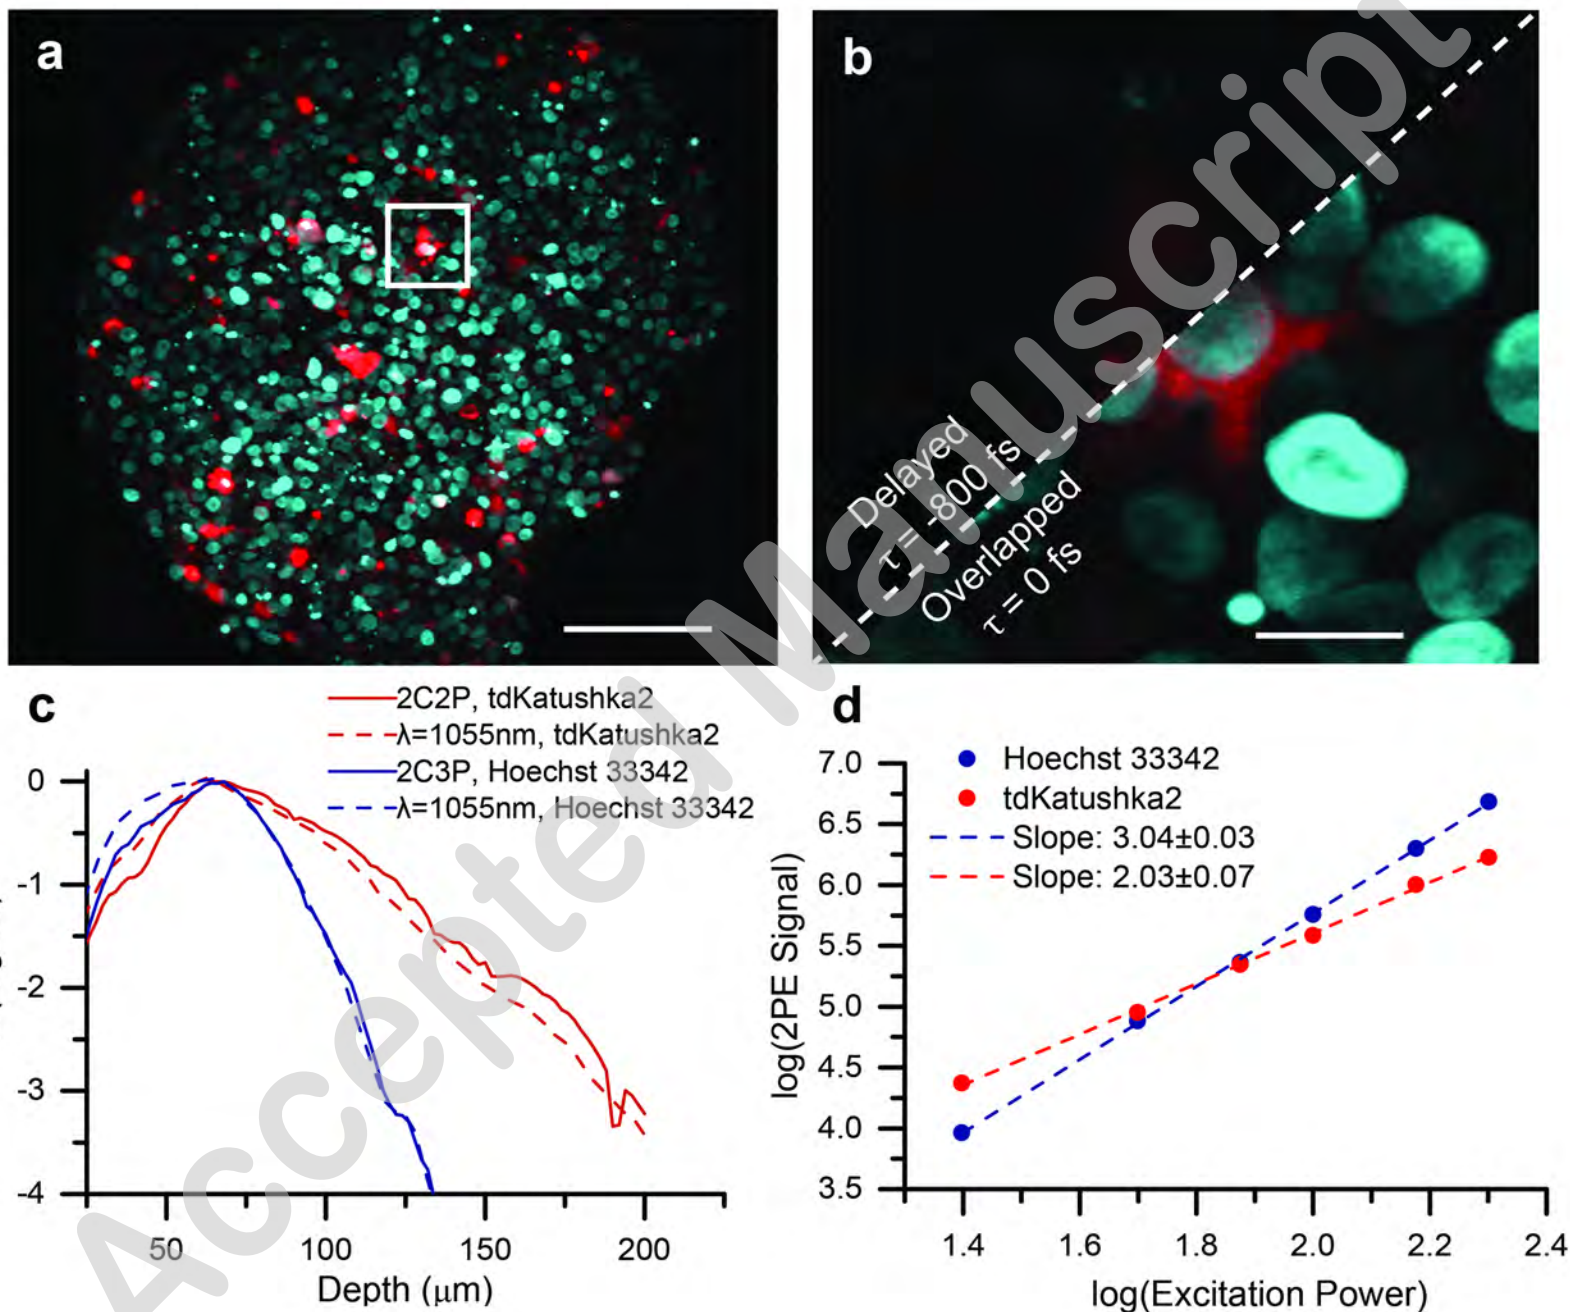 a
b
Delayed
τ = -800 fs
Overlapped
τ = 0 fs
c
2C2P, tdKatushka2
λ=1055nm, tdKatushka2
2C3P, Hoechst 33342
λ=1055nm, Hoechst 33342
0
-1
-2
-3
-4
50 100 150 200
Depth (μm)
d
Hoechst 33342
tdKatushka2
Slope: 3.04±0.03
Slope: 2.03±0.07
log(2PE Signal)
7.0
6.5
6.0
5.5
5.0
4.5
4.0
3.5
1.4 1.6 1.8 2.0 2.2 2.4
log(Excitation Power)
Accepted Manuscript